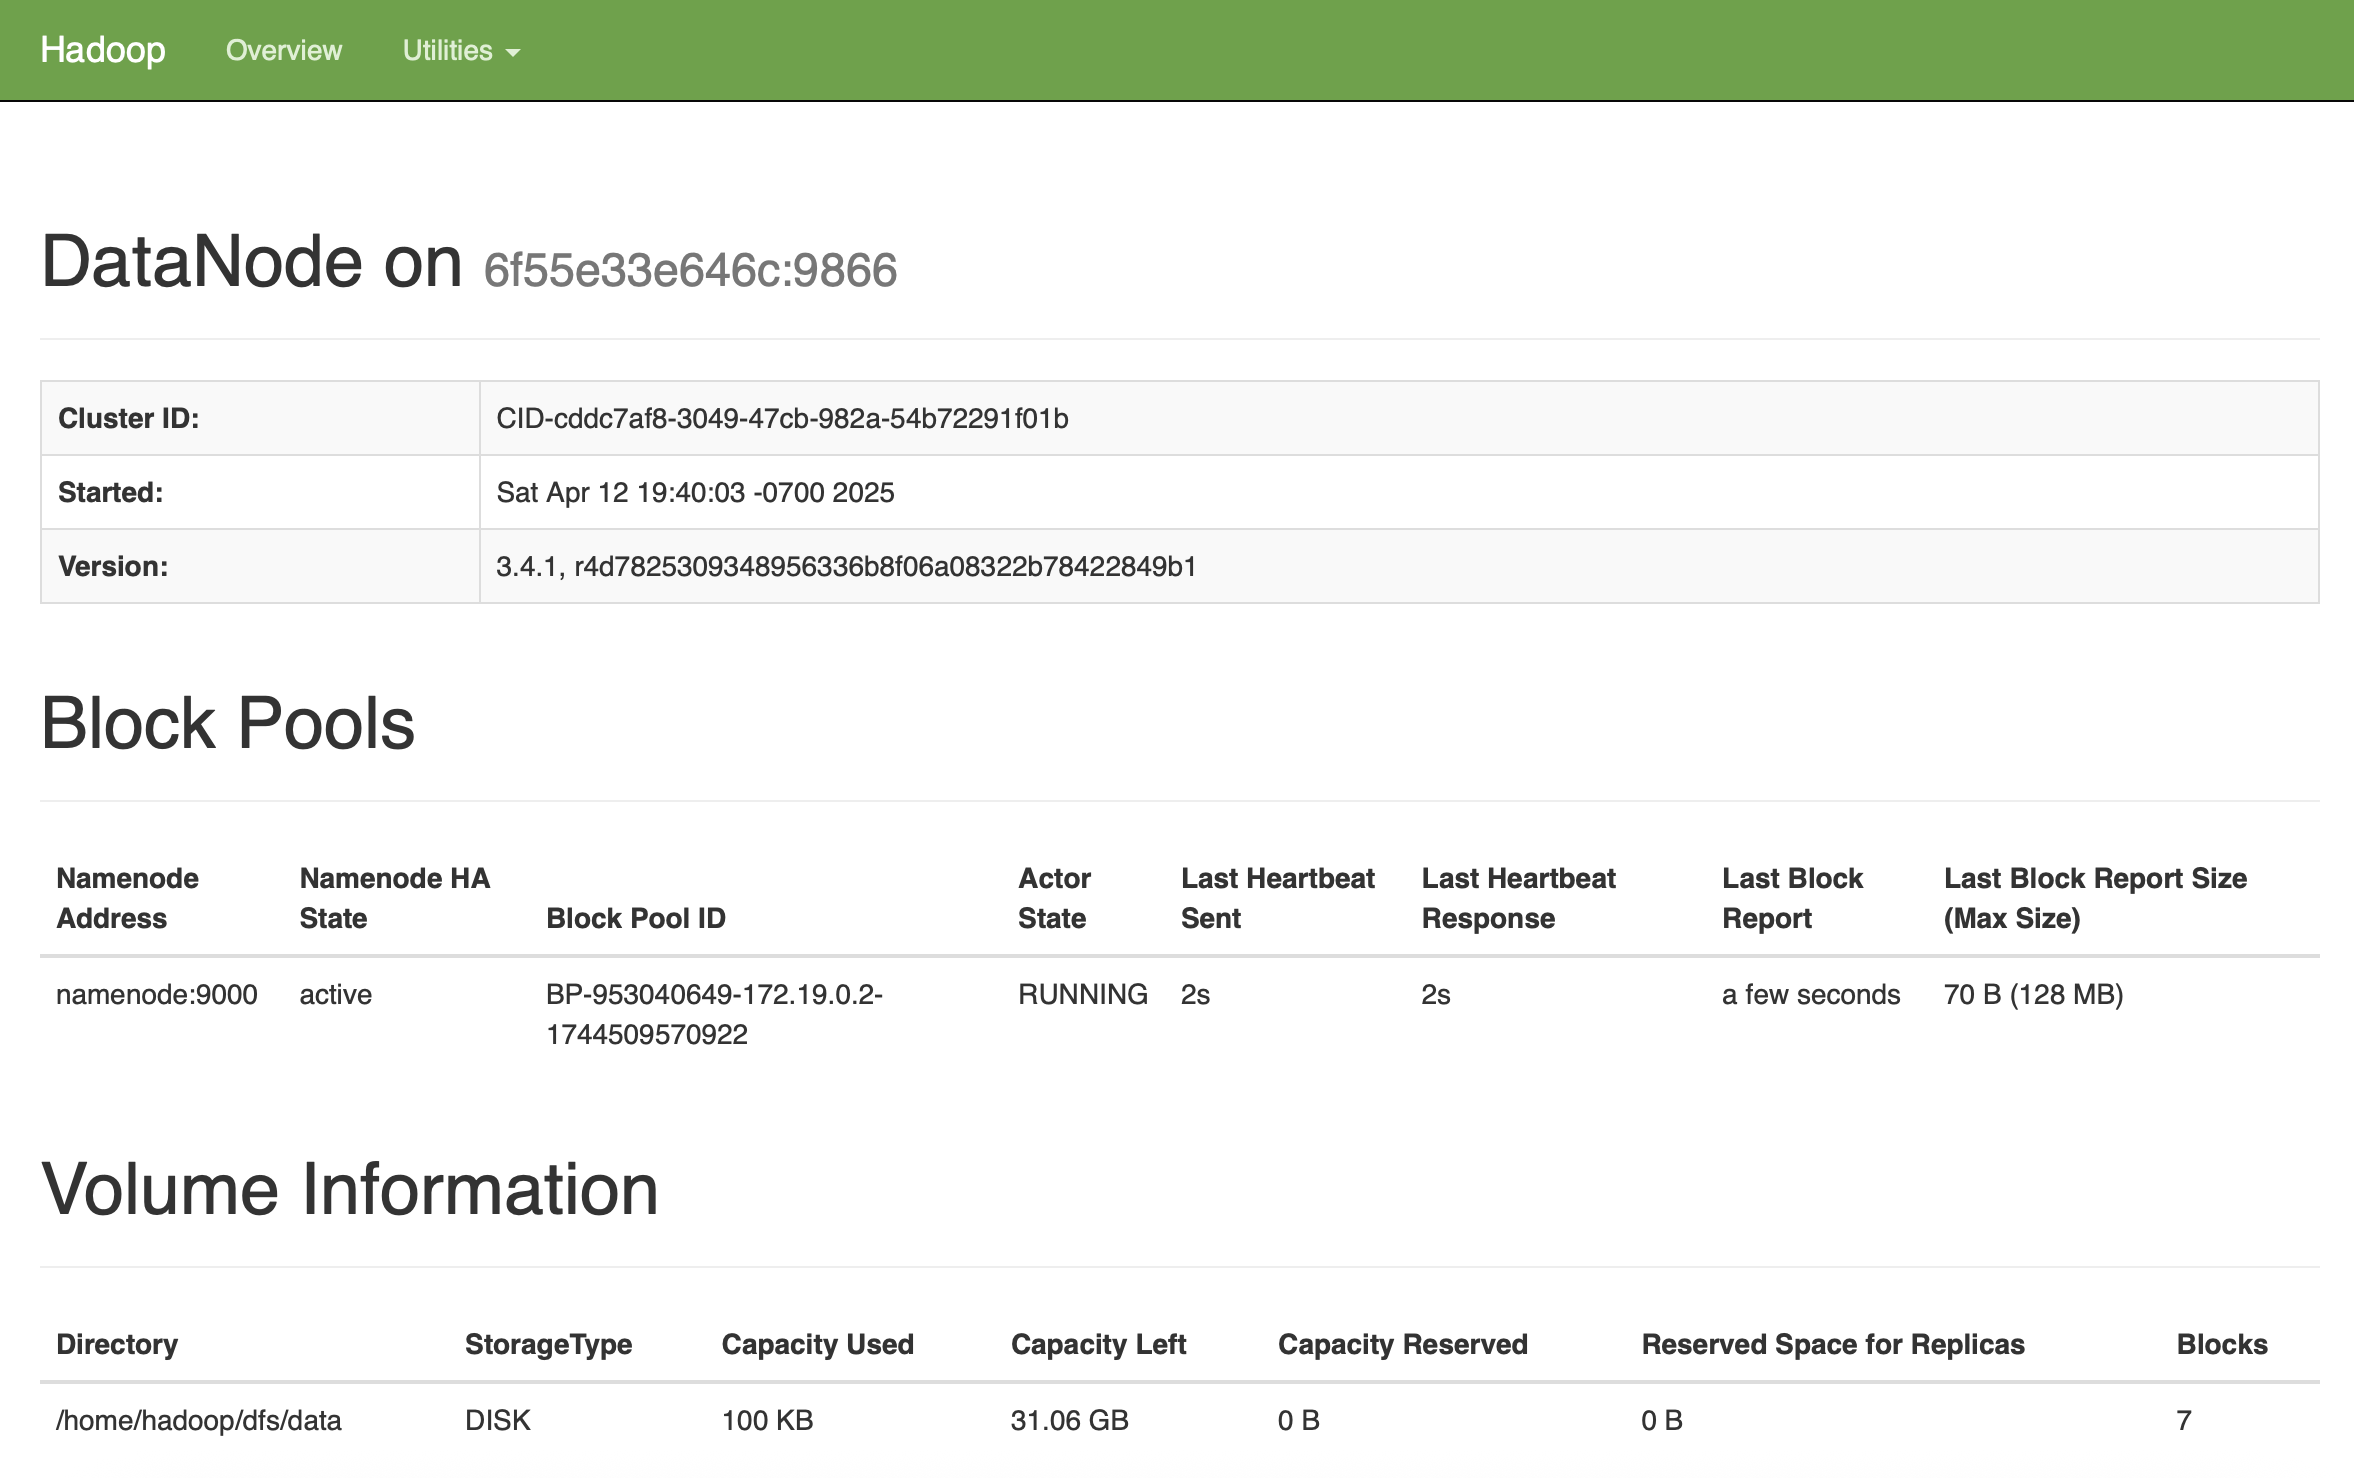 Hadoop Overview Utilities
DataNode on 6f55e33e646c:9866
Cluster ID: CID-cddc7af8-3049-47cb-982a-54b72291f01b
Started: Sat Apr 12 19:40:03 -0700 2025
Version: 3.4.1, r4d7825309348956336b8f06a08322b78422849b1
Block Pools
Namenode Address Namenode HA State Block Pool ID Actor State Last Heartbeat Sent Last Heartbeat Response Last Block Report Last Block Report Size (Max Size)
namenode:9000 active BP-953040649-172.19.0.2-1744509570922 RUNNING 2s 2s a few seconds 70 B (128 MB)
Volume Information
Directory StorageType Capacity Used Capacity Left Capacity Reserved Reserved Space for Replicas Blocks
/home/hadoop/dfs/data DISK 100 KB 31.06 GB 0 B 0 B 7